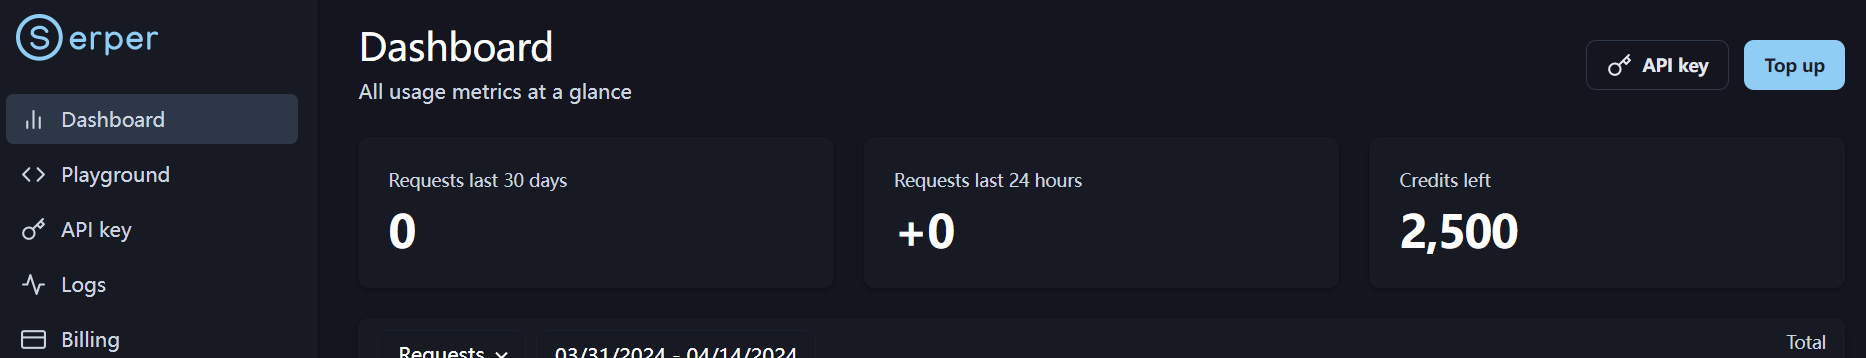 Serper
Dashboard
Playground
API key
Logs
Billing
Dashboard
All usage metrics at a glance
API key
Top up
Requests last 30 days
0
Requests last 24 hours
+0
Credits left
2,500
Requests
03/31/2024 - 04/14/2024
Total